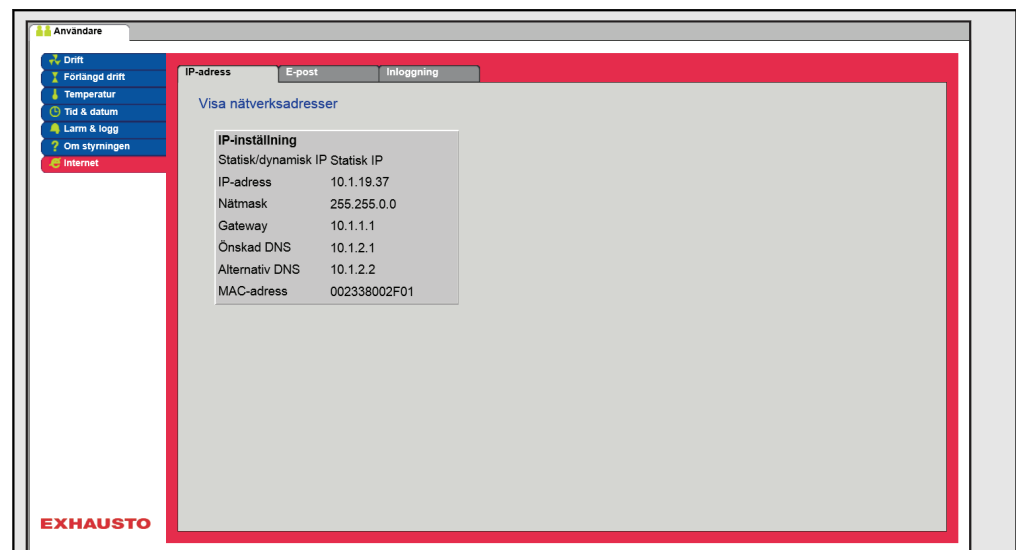 Användare
Drift
Förlängd drift
Temperatur
Tid & datum
Larm & logg
Om styrningen
Internet
IP-adress E-post Inloggning
Visa nätverksadresser
IP-inställning
Statisk/dynamisk IP Statisk IP
IP-adress 10.1.19.37
Nätmask 255.255.0.0
Gateway 10.1.1.1
Önskad DNS 10.1.2.1
Alternativ DNS 10.1.2.2
MAC-adress 002338002F01
EXHAUSTO